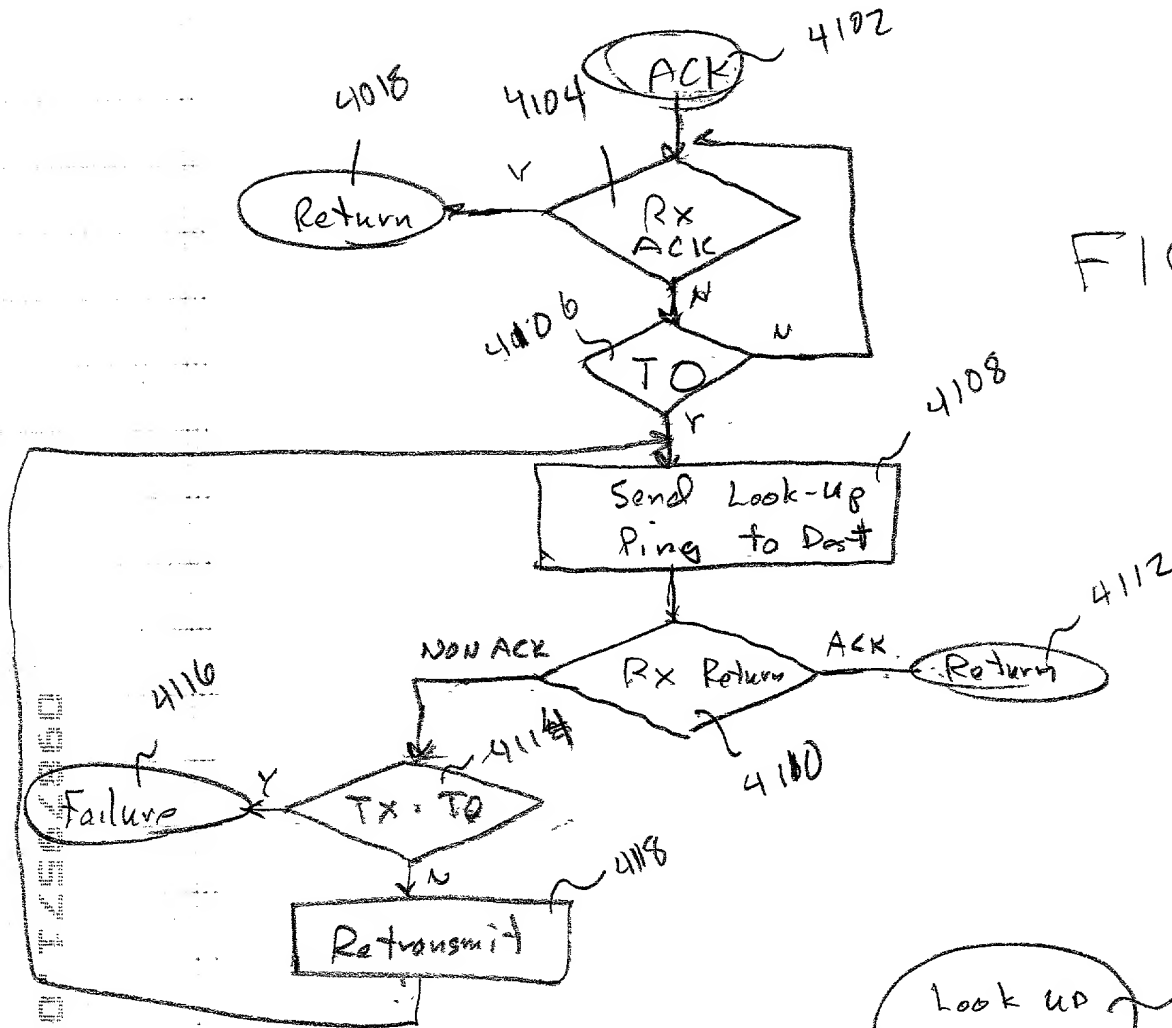 4102
ACK
4018
4104
Y
Return
Rx
ACK
FIG
N
4106
N
TO
4108
Y
Send Look-Up
Ping to Dest
4112
NON ACK
ACK
Rx Return
Return
4116
4114
4110
Failure
Y
TX. TO
N
4118
Retransmit
Look up